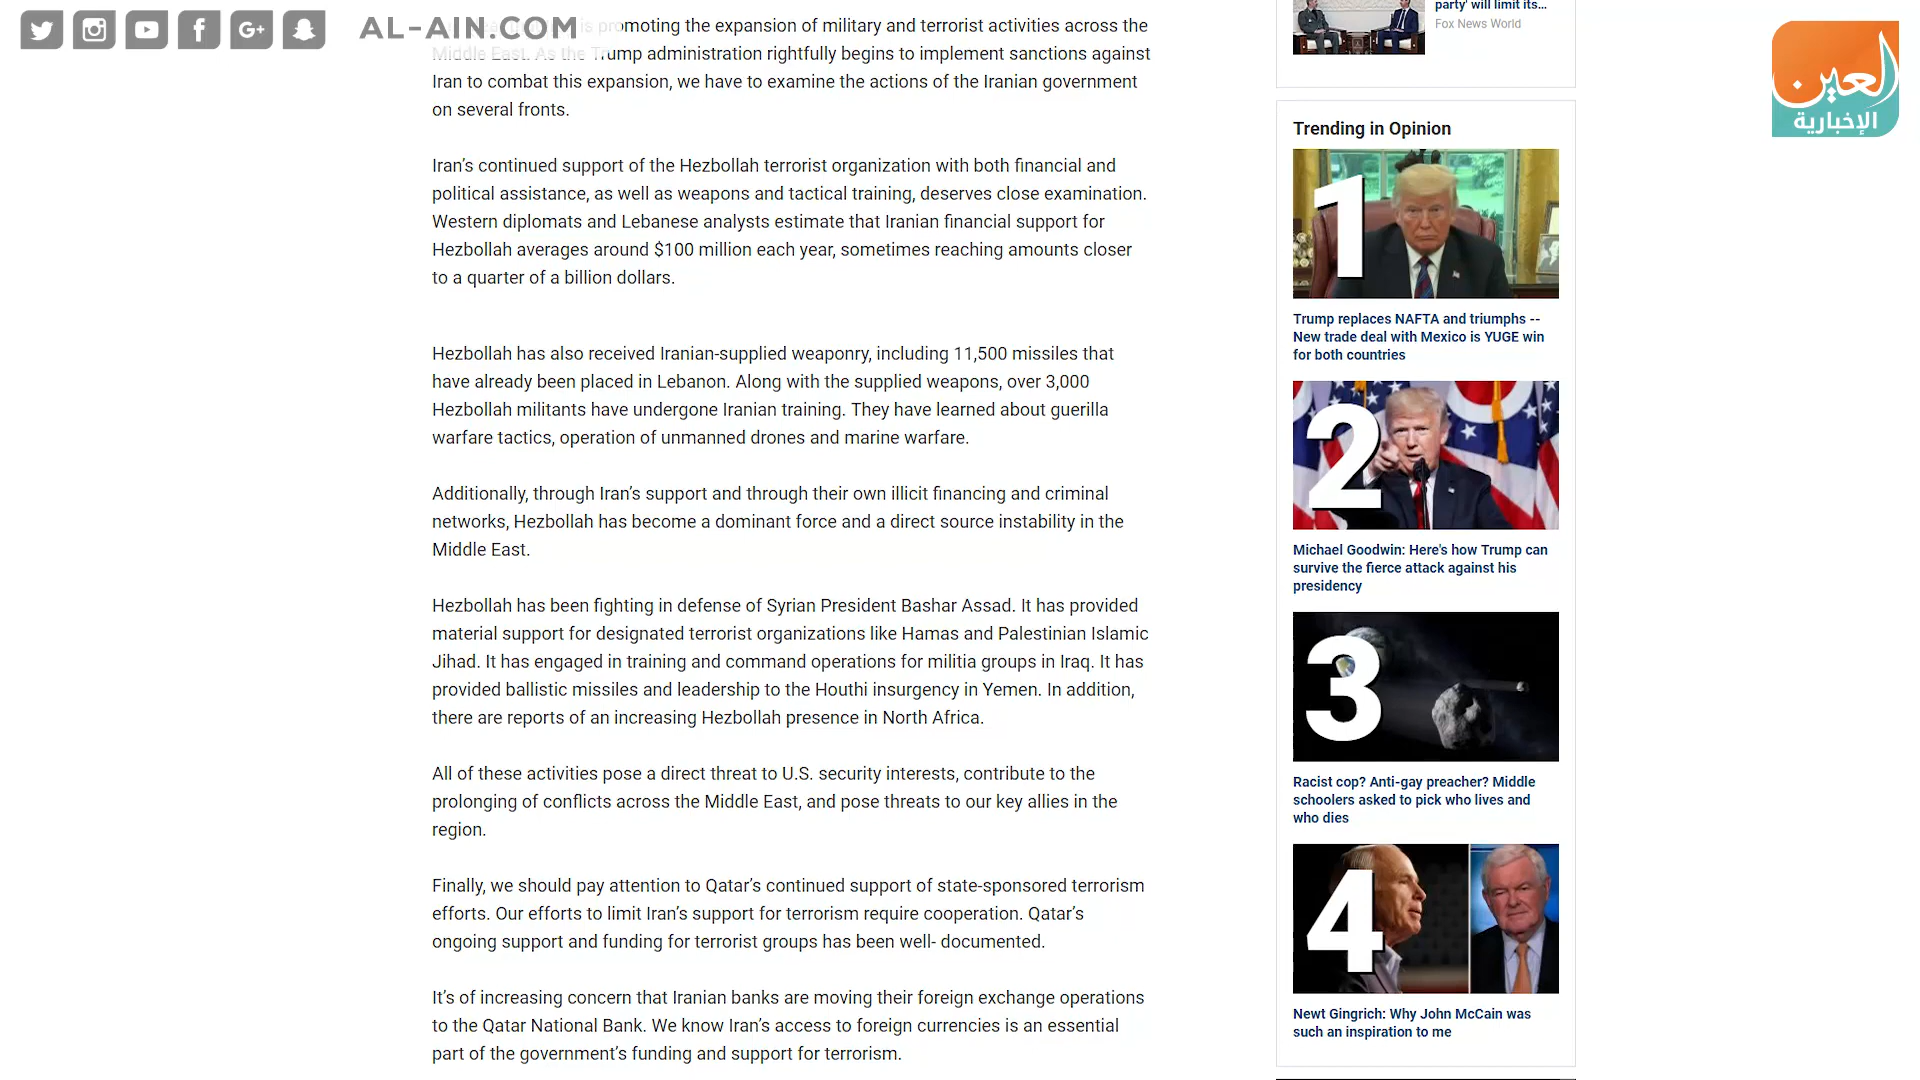 AL-AIN.COM
is promoting the expansion of military and terrorist activities across the
Middle East. As the Trump administration rightfully begins to implement sanctions against
Iran to combat this expansion, we have to examine the actions of the Iranian government
on several fronts.
Iran’s continued support of the Hezbollah terrorist organization with both financial and
political assistance, as well as weapons and tactical training, deserves close examination.
Western diplomats and Lebanese analysts estimate that Iranian financial support for
Hezbollah averages around $100 million each year, sometimes reaching amounts closer
to a quarter of a billion dollars.
Hezbollah has also received Iranian-supplied weaponry, including 11,500 missiles that
have already been placed in Lebanon. Along with the supplied weapons, over 3,000
Hezbollah militants have undergone Iranian training. They have learned about guerilla
warfare tactics, operation of unmanned drones and marine warfare.
Additionally, through Iran’s support and through their own illicit financing and criminal
networks, Hezbollah has become a dominant force and a direct source instability in the
Middle East.
Hezbollah has been fighting in defense of Syrian President Bashar Assad. It has provided
material support for designated terrorist organizations like Hamas and Palestinian Islamic
Jihad. It has engaged in training and command operations for militia groups in Iraq. It has
provided ballistic missiles and leadership to the Houthi insurgency in Yemen. In addition,
there are reports of an increasing Hezbollah presence in North Africa.
All of these activities pose a direct threat to U.S. security interests, contribute to the
prolonging of conflicts across the Middle East, and pose threats to our key allies in the
region.
Finally, we should pay attention to Qatar’s continued support of state-sponsored terrorism
efforts. Our efforts to limit Iran’s support for terrorism require cooperation. Qatar’s
ongoing support and funding for terrorist groups has been well- documented.
It’s of increasing concern that Iranian banks are moving their foreign exchange operations
to the Qatar National Bank. We know Iran’s access to foreign currencies is an essential
part of the government’s funding and support for terrorism.
party' will limit its...
Fox News World
Trending in Opinion
1
Trump replaces NAFTA and triumphs --
New trade deal with Mexico is YUGE win
for both countries
2
Michael Goodwin: Here's how Trump can
survive the fierce attack against his
presidency
3
Racist cop? Anti-gay preacher? Middle
schoolers asked to pick who lives and
who dies
4
Newt Gingrich: Why John McCain was
such an inspiration to me
العين
الإخبارية